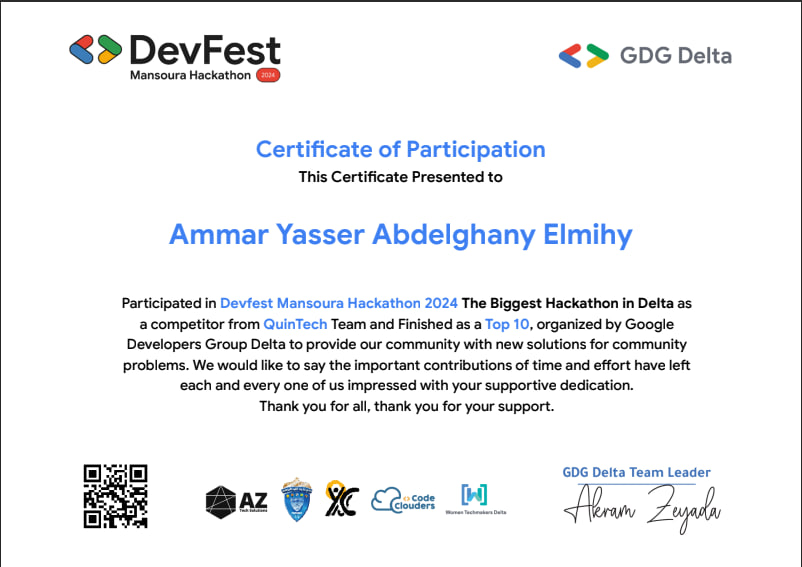 DevFest
Mansoura Hackathon 2024
GDG Delta
Certificate of Participation
This Certificate Presented to
Ammar Yasser Abdelghany Elmihy
Participated in Devfest Mansoura Hackathon 2024 The Biggest Hackathon in Delta as
a competitor from QuinTech Team and Finished as a Top 10, organized by Google
Developers Group Delta to provide our community with new solutions for community
problems. We would like to say the important contributions of time and effort have left
each and every one of us impressed with your supportive dedication.
Thank you for all, thank you for your support.
AZ
Tech Solutions
Code
Clouders
Women Techmakers Delta
GDG Delta Team Leader
Akram Zeyada